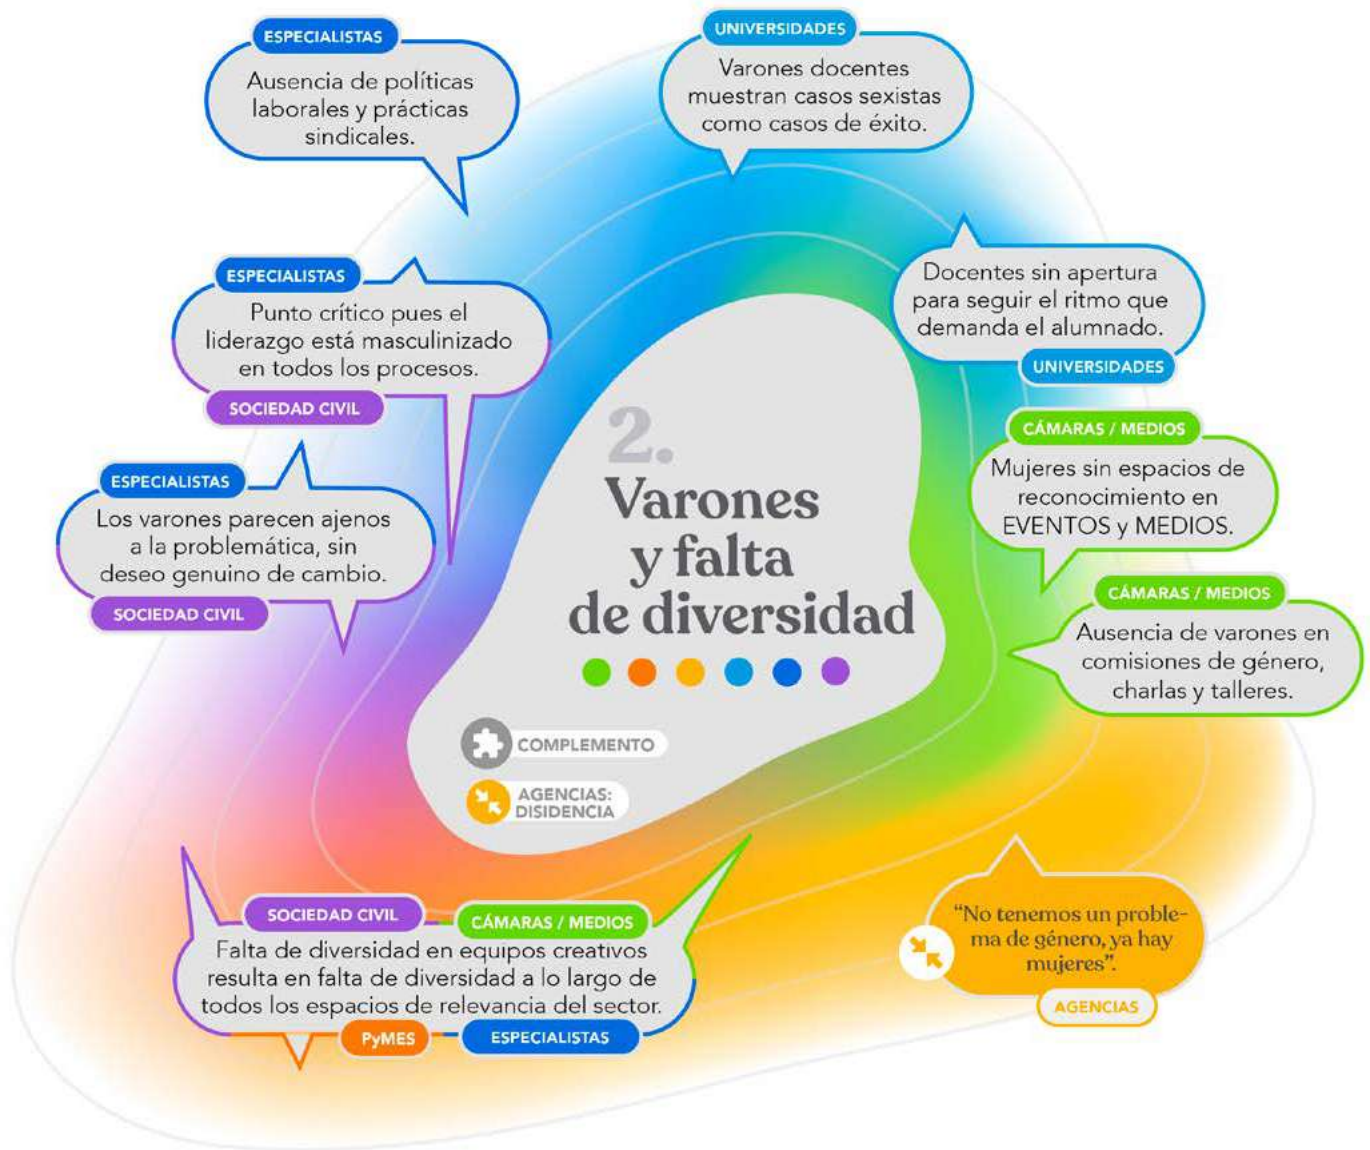 ESPECIALISTAS
Ausencia de políticas
laborales y prácticas
sindicales.
UNIVERSIDADES
Varones docentes
muestran casos sexistas
como casos de éxito.
ESPECIALISTAS
Punto crítico pues el
liderazgo está masculinizado
en todos los procesos.
SOCIEDAD CIVIL
Docentes sin apertura
para seguir el ritmo que
demanda el alumnado.
UNIVERSIDADES
ESPECIALISTAS
Los varones parecen ajenos
a la problemática, sin
deseo genuino de cambio.
SOCIEDAD CIVIL
2.
Varones
y falta
de diversidad
COMPLEMENTO
AGENCIAS:
DISIDENCIA
CÁMARAS / MEDIOS
Mujeres sin espacios de
reconocimiento en
EVENTOS y MEDIOS.
CÁMARAS / MEDIOS
Ausencia de varones en
comisiones de género,
charlas y talleres.
SOCIEDAD CIVIL
CÁMARAS / MEDIOS
Falta de diversidad en equipos creativos
resulta en falta de diversidad a lo largo de
todos los espacios de relevancia del sector.
PyMES
ESPECIALISTAS
“No tenemos un proble-
ma de género, ya hay
mujeres”.
AGENCIAS